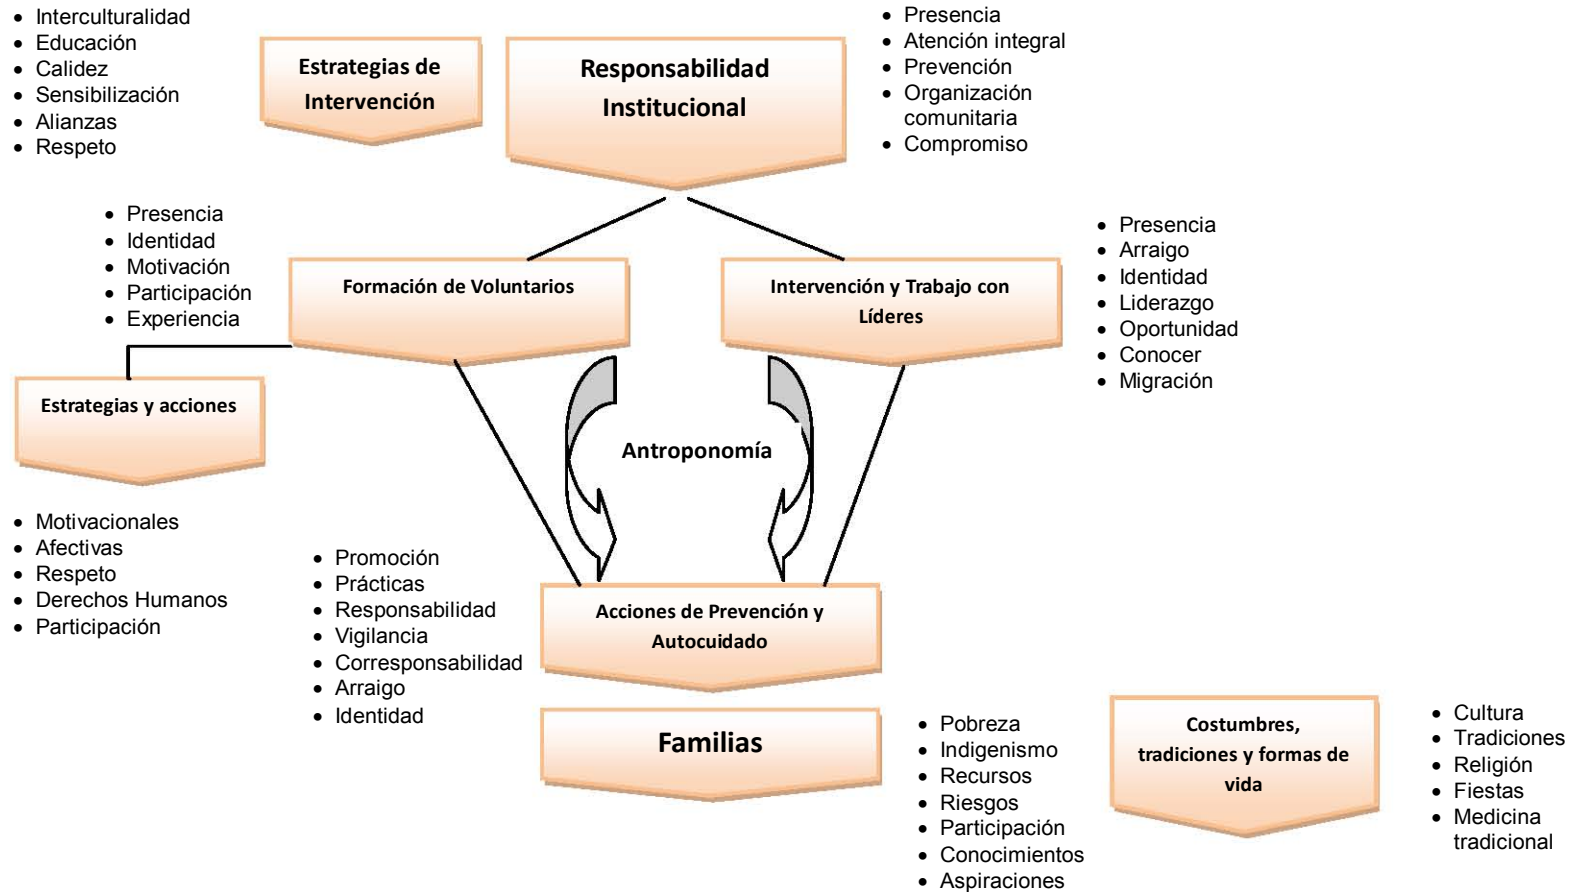 • Interculturalidad
• Educación
• Calidez
• Sensibilización
• Alianzas
• Respeto
Estrategias de
Intervención
Responsabilidad
Institucional
• Presencia
• Atención integral
• Prevención
• Organización
comunitaria
• Compromiso
• Presencia
• Identidad
• Motivación
• Participación
• Experiencia
Formación de Voluntarios
Intervención y Trabajo con
Líderes
• Presencia
• Arraigo
• Identidad
• Liderazgo
• Oportunidad
• Conocer
• Migración
Estrategias y acciones
Antroponomía
• Motivacionales
• Afectivas
• Respeto
• Derechos Humanos
• Participación
• Promoción
• Prácticas
• Responsabilidad
• Vigilancia
• Corresponsabilidad
• Arraigo
• Identidad
Acciones de Prevención y
Autocuidado
Familias
• Pobreza
• Indigenismo
• Recursos
• Riesgos
• Participación
• Conocimientos
• Aspiraciones
Costumbres,
tradiciones y formas de
vida
• Cultura
• Tradiciones
• Religión
• Fiestas
• Medicina
tradicional